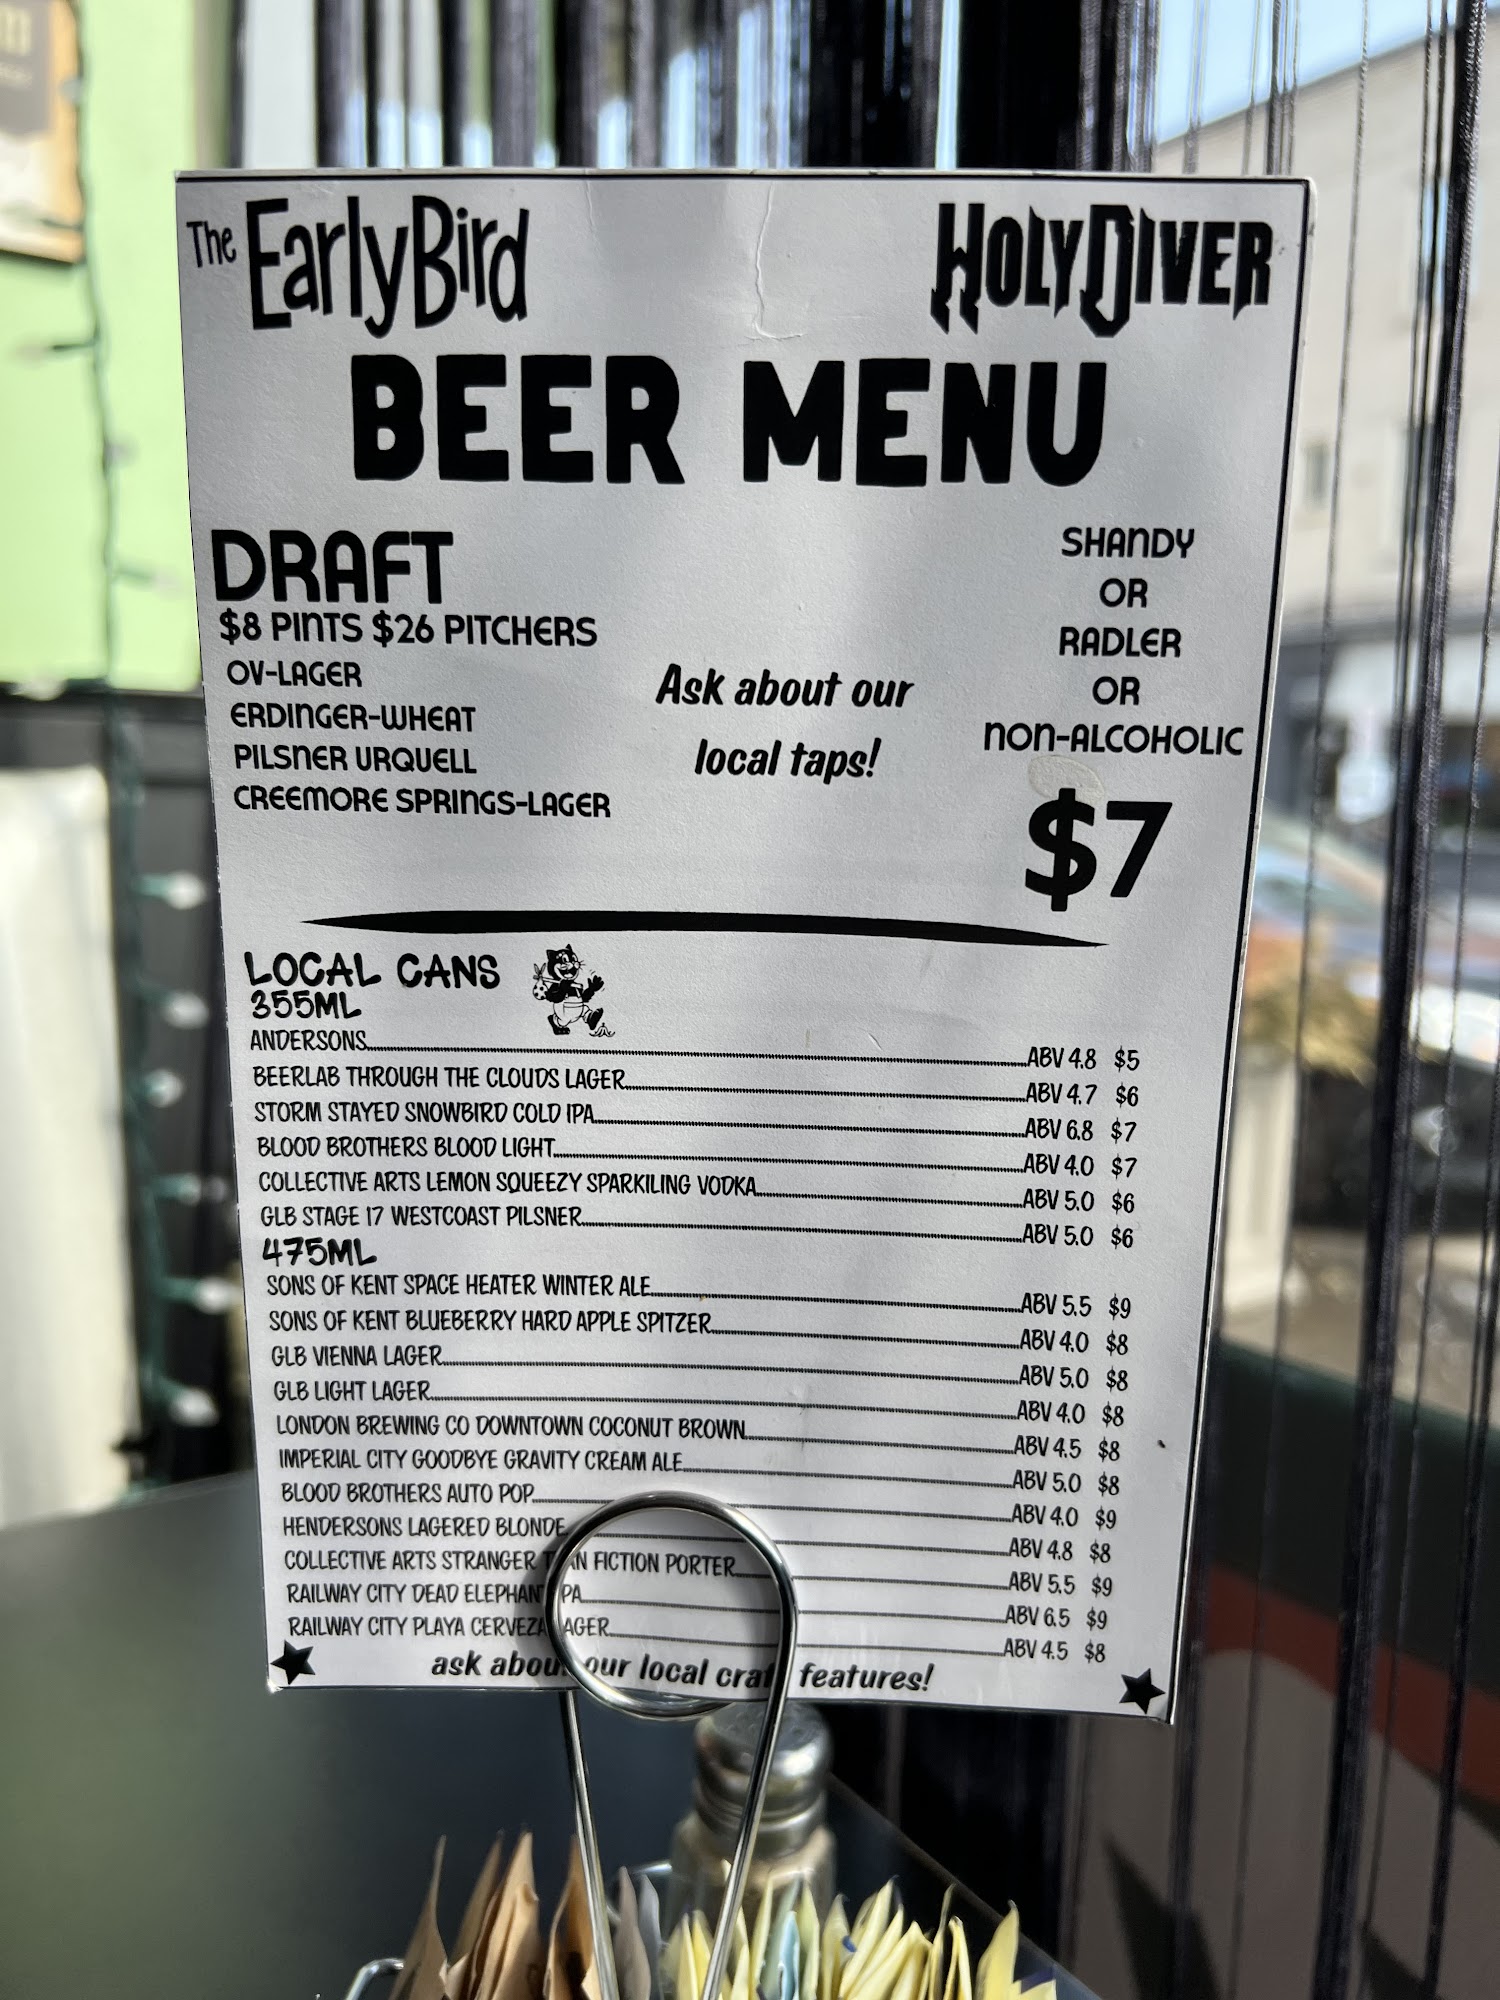 The EarlyBird
HOLY DIVER
BEER MENU
DRAFT
$8 PINTS $26 PITCHERS
OV-LAGER
ERDINGER-WHEAT
PILSNER URQUELL
CREEMORE SPRINGS-LAGER
Ask about our
local taps!
SHANDY
OR
RADLER
OR
NON-ALCOHOLIC
$7
LOCAL CANS
355ML
ANDERSONS ABV 4.8 $5
BEERLAB THROUGH THE CLOUDS LAGER ABV 4.7 $6
STORM STAYED SNOWBIRD COLD IPA ABV 6.8 $7
BLOOD BROTHERS BLOOD LIGHT ABV 4.0 $7
COLLECTIVE ARTS LEMON SQUEEZY SPARKILING VODKA ABV 5.0 $6
GLB STAGE 17 WESTCOAST PILSNER ABV 5.0 $6
475ML
SONS OF KENT SPACE HEATER WINTER ALE ABV 5.5 $9
SONS OF KENT BLUEBERRY HARD APPLE SPITZER ABV 4.0 $8
GLB VIENNA LAGER ABV 5.0 $8
GLB LIGHT LAGER ABV 4.0 $8
LONDON BREWING CO DOWNTOWN COCONUT BROWN ABV 4.5 $8
IMPERIAL CITY GOODBYE GRAVITY CREAM ALE ABV 5.0 $8
BLOOD BROTHERS AUTO POP ABV 4.0 $9
HENDERSONS LAGERED BLONDE ABV 4.8 $8
COLLECTIVE ARTS STRANGER THAN FICTION PORTER ABV 5.5 $9
RAILWAY CITY DEAD ELEPHANT IPA ABV 6.5 $9
RAILWAY CITY PLAYA CERVEZA LAGER ABV 4.5 $8
ask about our local craft features!